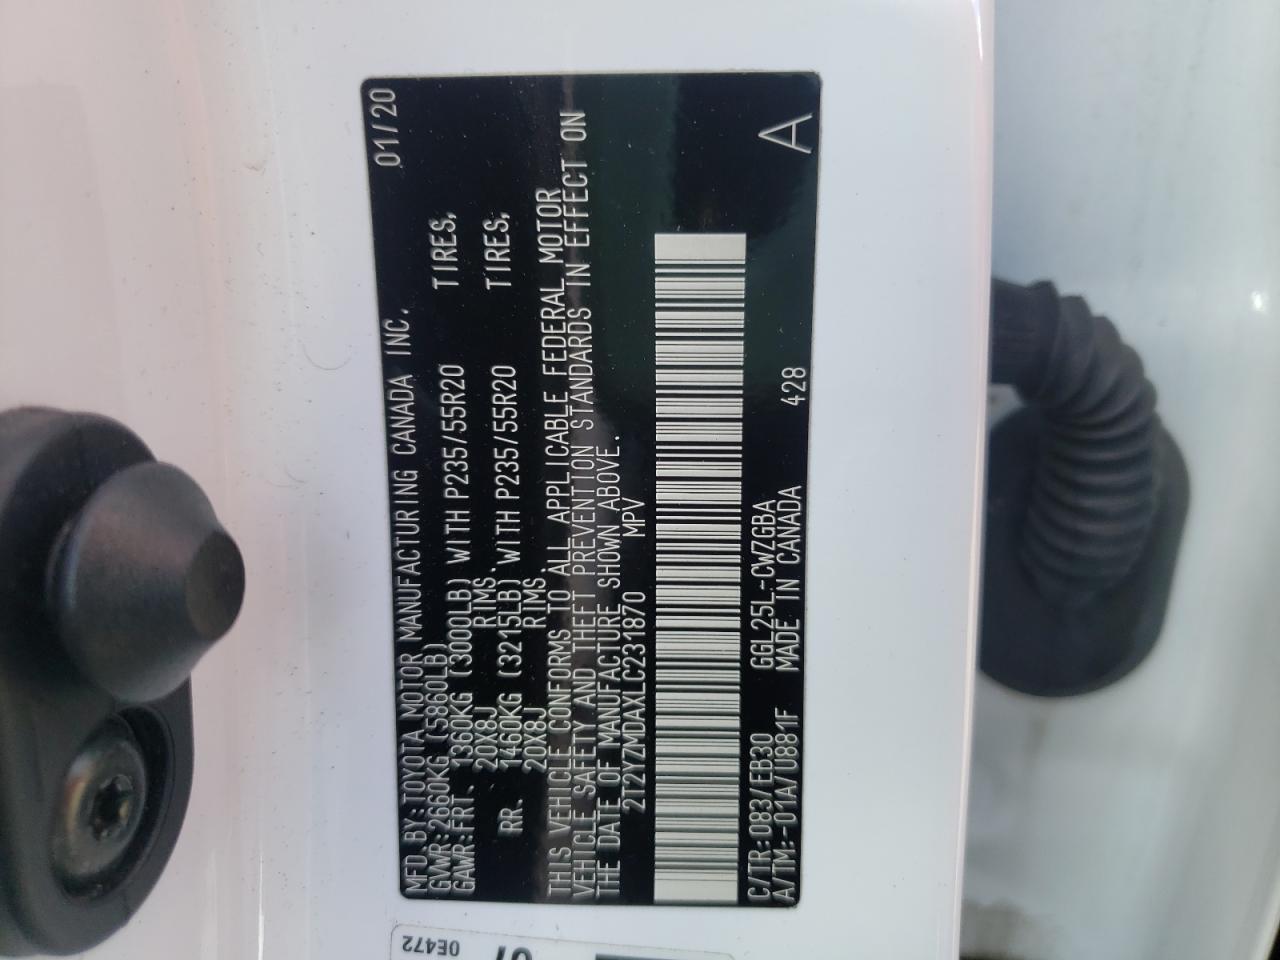 MFD.BY:TOYOTA MOTOR MANUFACTURING CANADA INC. 01/20
GVWR:2660KG (5860LB)
GAWR:FRT. 1360KG (3000LB) WITH P235/55R20 TIRES,
20X8J RIMS.
RR. 1460KG (3215LB) WITH P235/55R20 TIRES,
20X8J RIMS.
THIS VEHICLE CONFORMS TO ALL APPLICABLE FEDERAL MOTOR
VEHICLE SAFETY AND THEFT PREVENTION STANDARDS IN EFFECT ON
THE DATE OF MANUFACTURE SHOWN ABOVE.
2T2YZMDAXLC231870 MPV
C/TR:083/EB30 GGL25L-CWZGBA
A/TM:-01A/U881F MADE IN CANADA 428 A
0E472